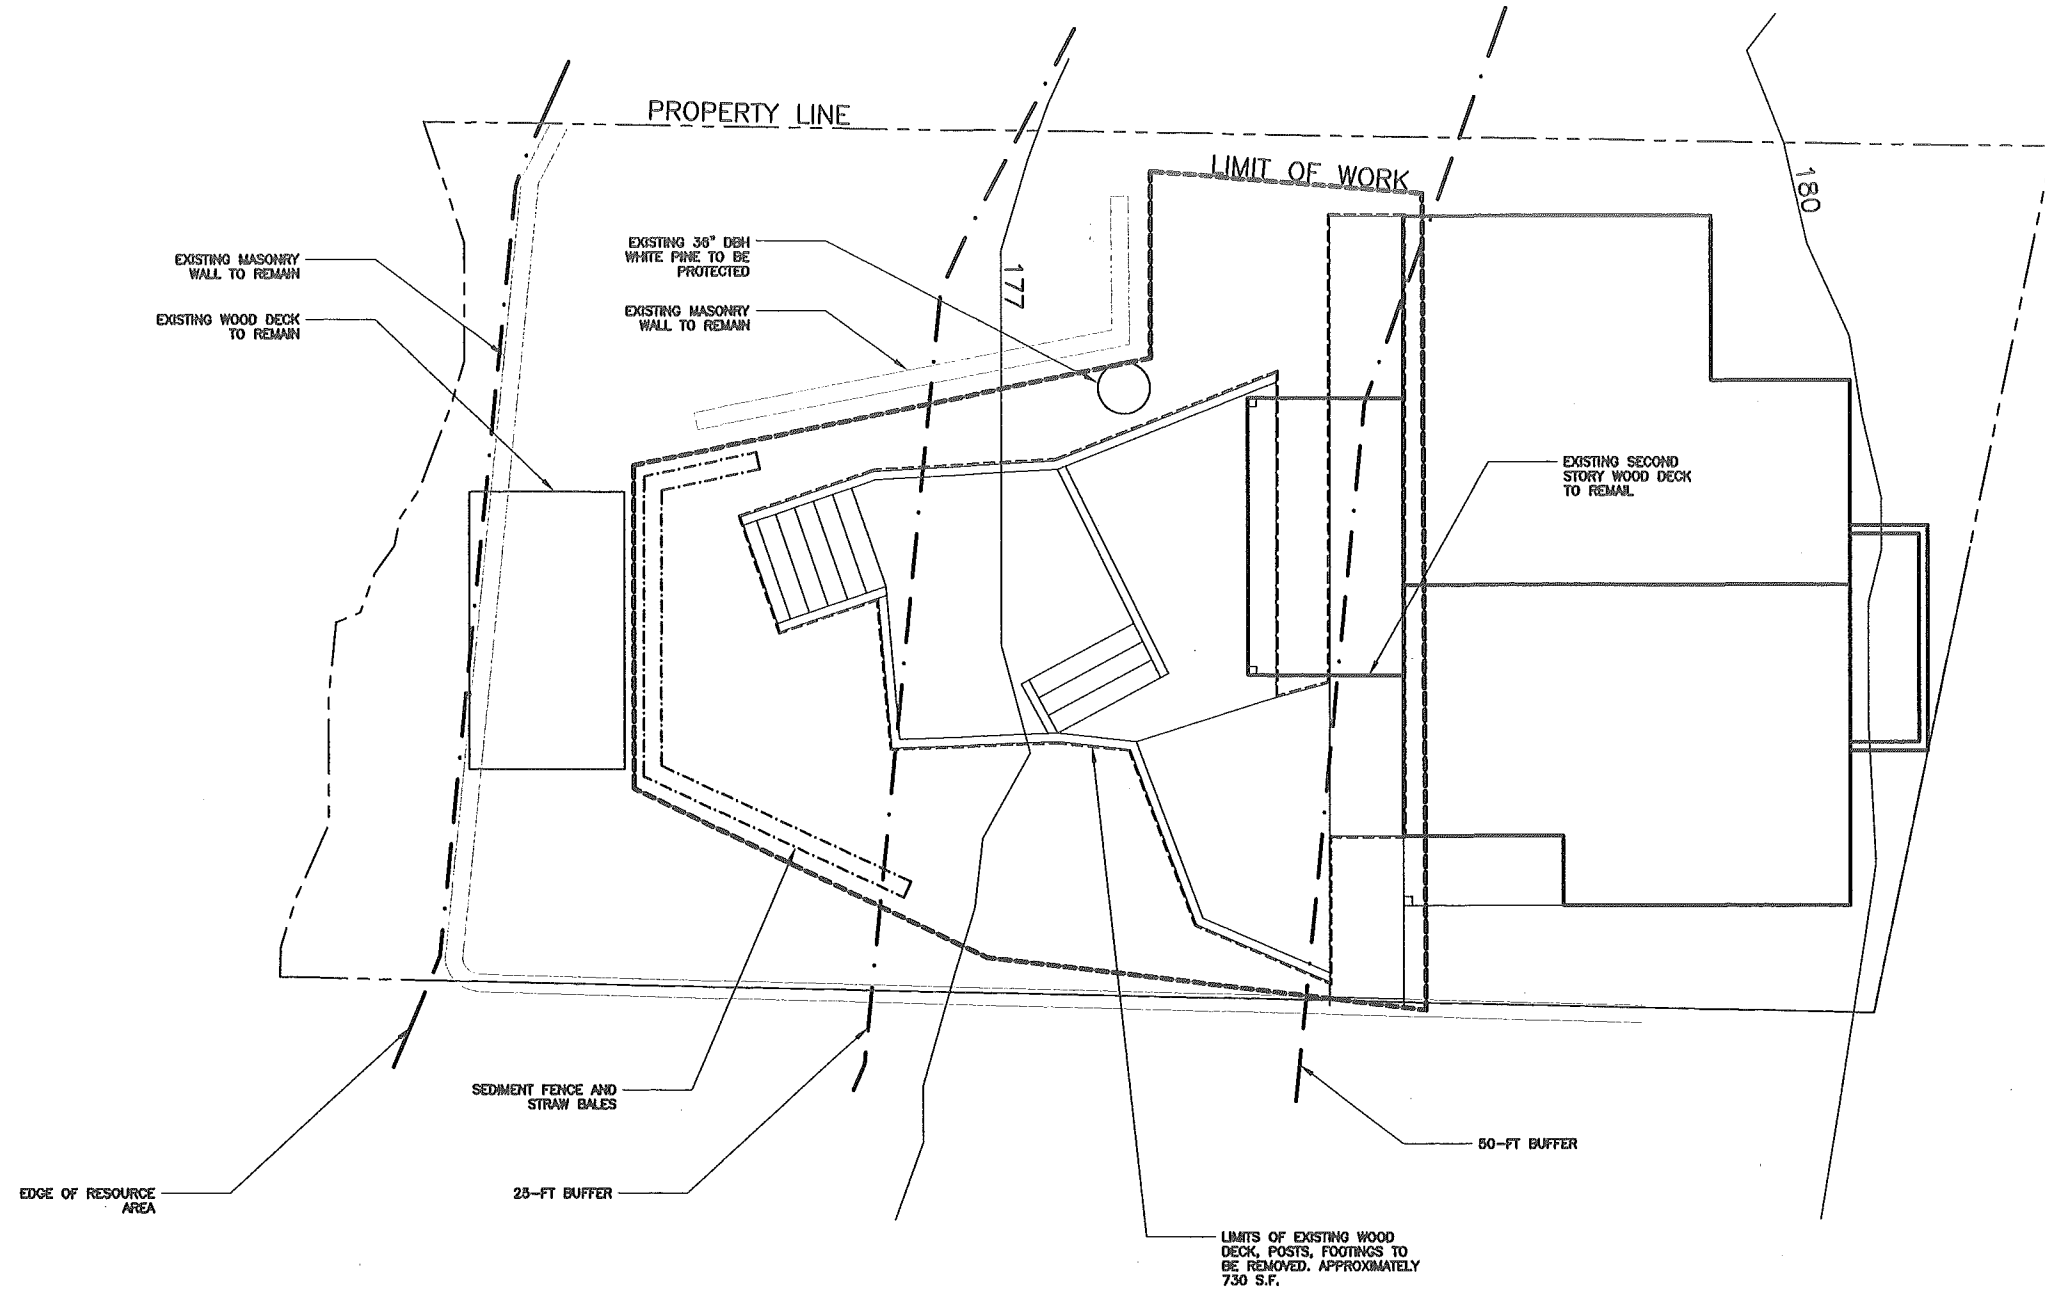 PROPERTY LINE
LIMIT OF WORK
180
EXISTING MASONRY
WALL TO REMAIN
EXISTING 36" DBH
WHITE PINE TO BE
PROTECTED
177
EXISTING WOOD DECK
TO REMAIN
EXISTING MASONRY
WALL TO REMAIN
EXISTING SECOND
STORY WOOD DECK
TO REMAIL
SEDIMENT FENCE AND
STRAW BALES
50-FT BUFFER
EDGE OF RESOURCE
AREA
25-FT BUFFER
LIMITS OF EXISTING WOOD
DECK, POSTS, FOOTINGS TO
BE REMOVED. APPROXIMATELY
730 S.F.